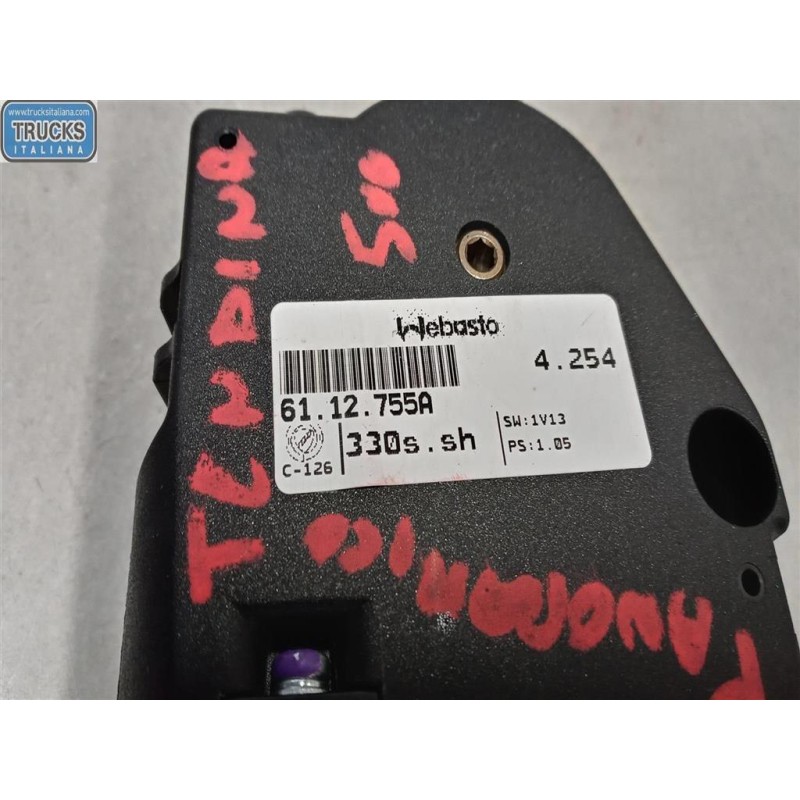 www.trucksitaliana.com
TRUCKS
ITALIANA
TENDINA
500
Webasto
4.254
61.12.755A
330s.sh
SW:1V13
PS:1.05
C-126
PANORAMICO